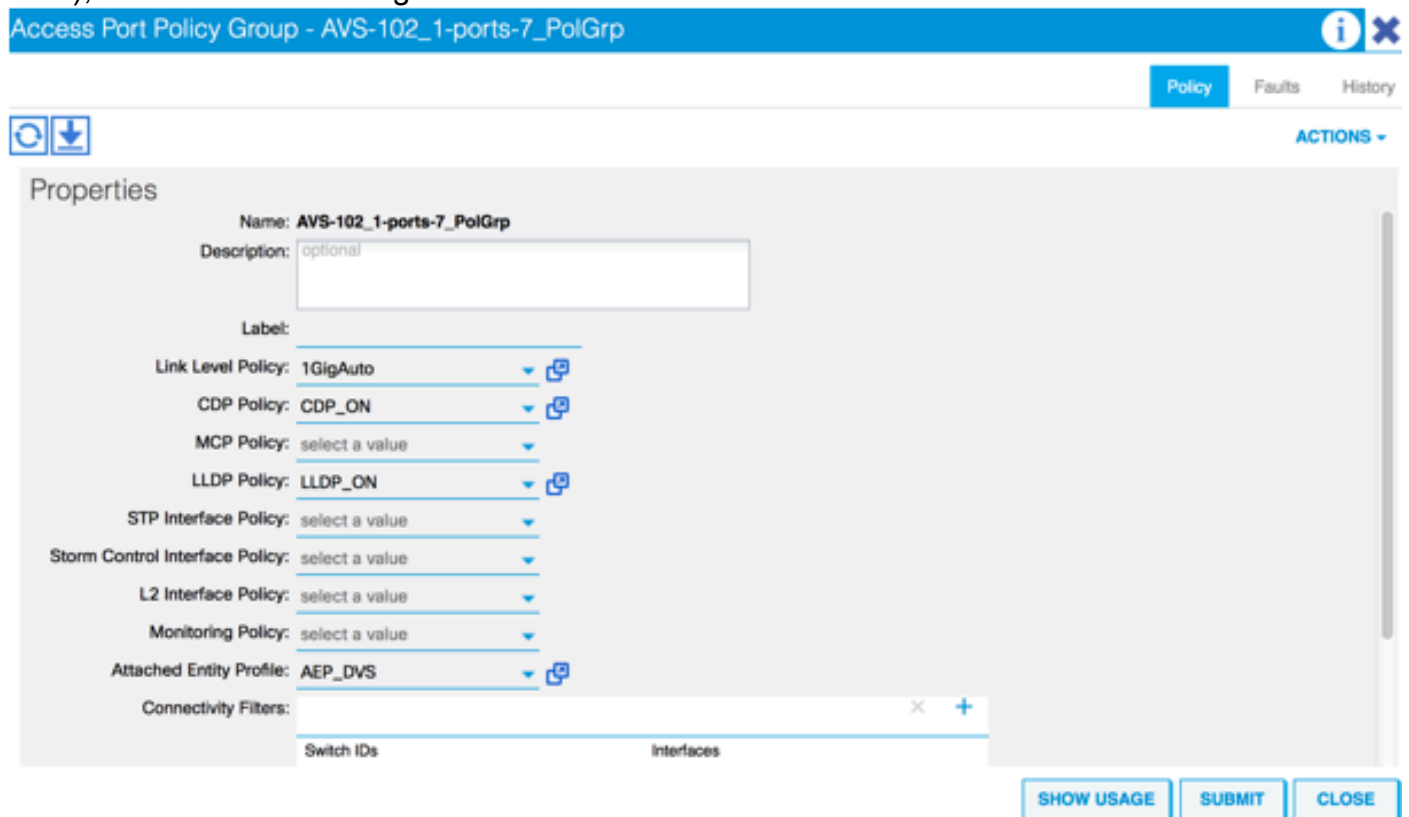 Access Port Policy Group - AVS-102_1-ports-7_PolGrp
Policy Faults History
ACTIONS
Properties
Name: AVS-102_1-ports-7_PolGrp
Description: optional
Label:
Link Level Policy: 1GigAuto
CDP Policy: CDP_ON
MCP Policy: select a value
LLDP Policy: LLDP_ON
STP Interface Policy: select a value
Storm Control Interface Policy: select a value
L2 Interface Policy: select a value
Monitoring Policy: select a value
Attached Entity Profile: AEP_DVS
Connectivity Filters:
Switch IDs Interfaces
SHOW USAGE SUBMIT CLOSE